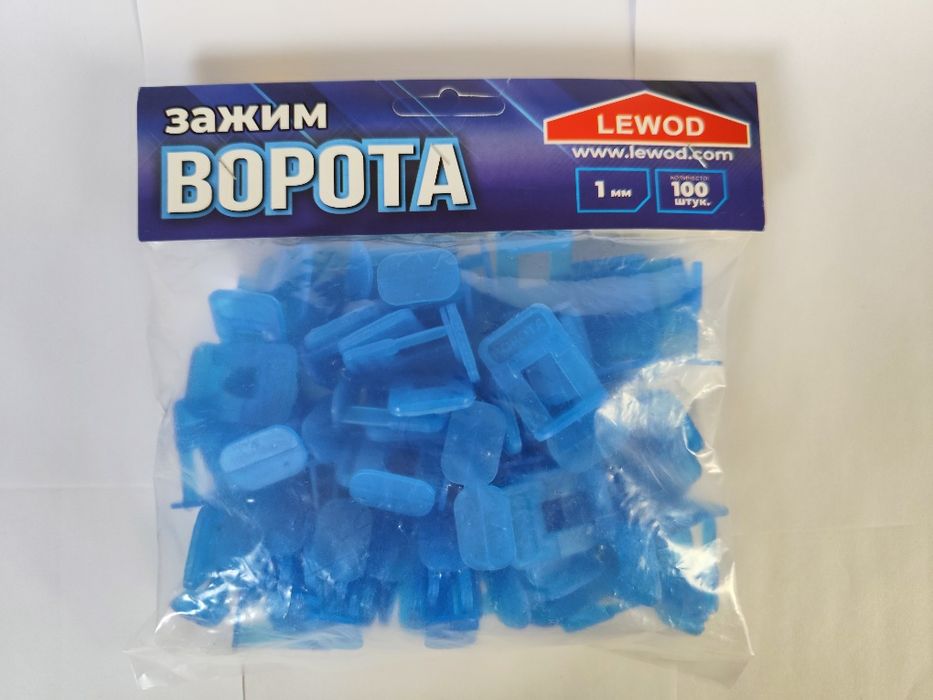 зажим
ВОРОТА
LEWOD
www.lewod.com
1 мм
количество:
100
штук.